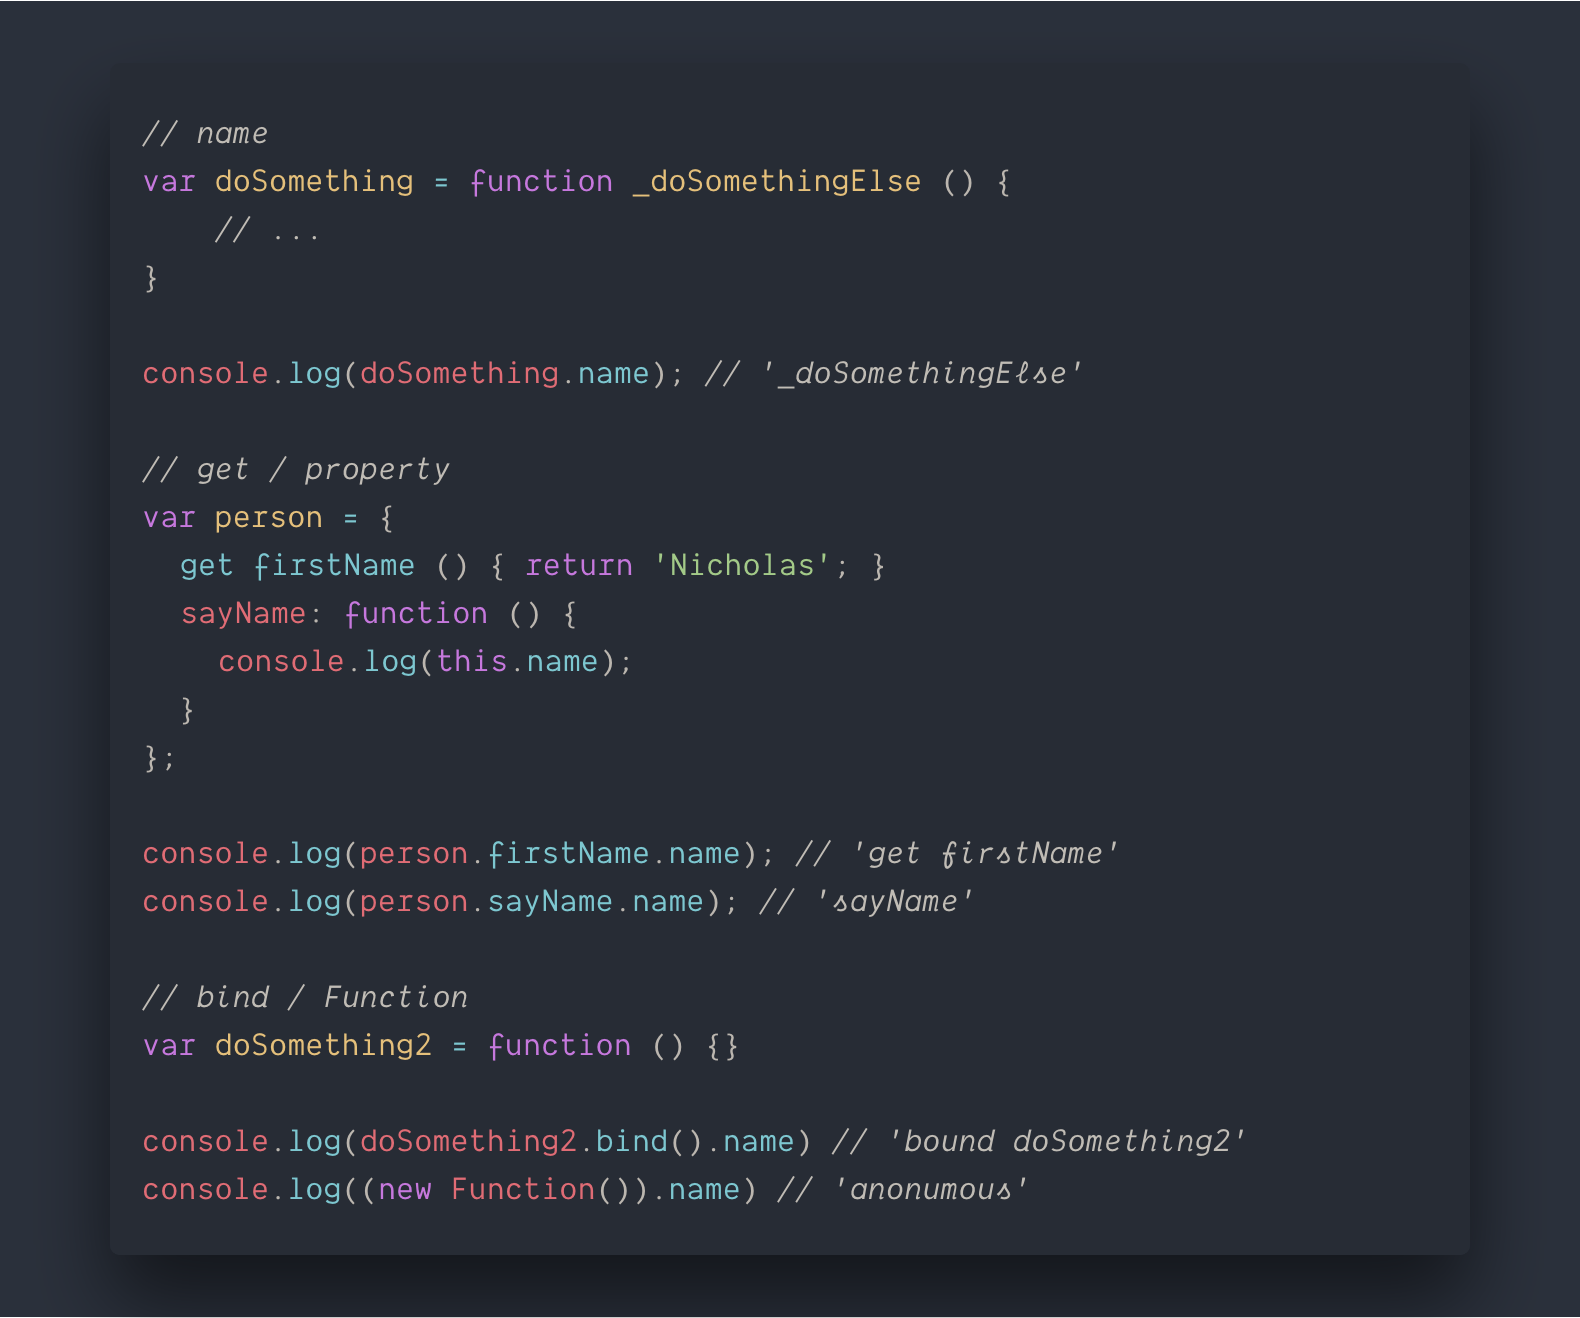 // name
var doSomething = function _doSomethingElse () {
    // ...
}
console.log(doSomething.name); // '_doSomethingElse'
// get / property
var person = {
  get firstName () { return 'Nicholas'; }
  sayName: function () {
    console.log(this.name);
  }
};
console.log(person.firstName.name); // 'get firstName'
console.log(person.sayName.name); // 'sayName'
// bind / Function
var doSomething2 = function () {}
console.log(doSomething2.bind().name) // 'bound doSomething2'
console.log((new Function()).name) // 'anonumous'